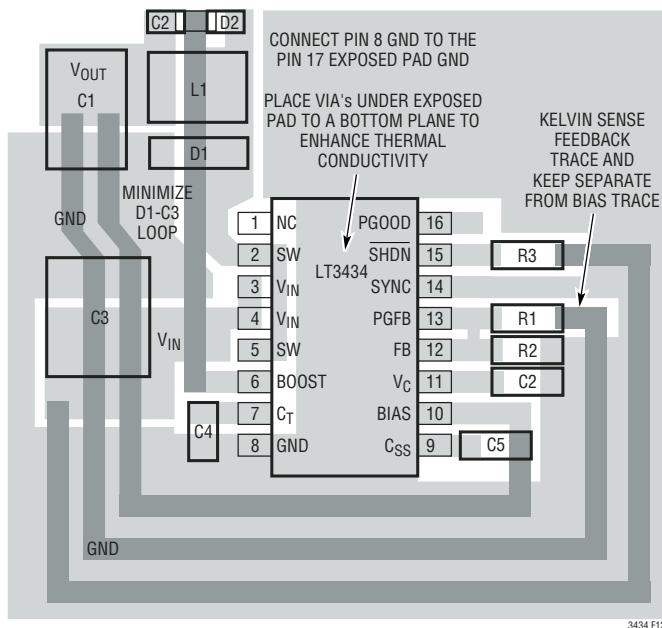 C2
D2
CONNECT PIN 8 GND TO THE
PIN 17 EXPOSED PAD GND
VOUT
C1
L1
PLACE VIA's UNDER EXPOSED
PAD TO A BOTTOM PLANE TO
ENHANCE THERMAL
CONDUCTIVITY
KELVIN SENSE
FEEDBACK
TRACE AND
KEEP SEPARATE
FROM BIAS TRACE
D1
MINIMIZE
D1-C3
LOOP
GND
1 NC
PGOOD 16
2 SW
SHDN 15
R3
LT3434
3 VIN
SYNC 14
C3
VIN
4 VIN
PGFB 13
R1
5 SW
FB 12
R2
6 BOOST
VC 11
C2
C4
7 CT
BIAS 10
8 GND
CSS 9
C5
GND
3434 F12